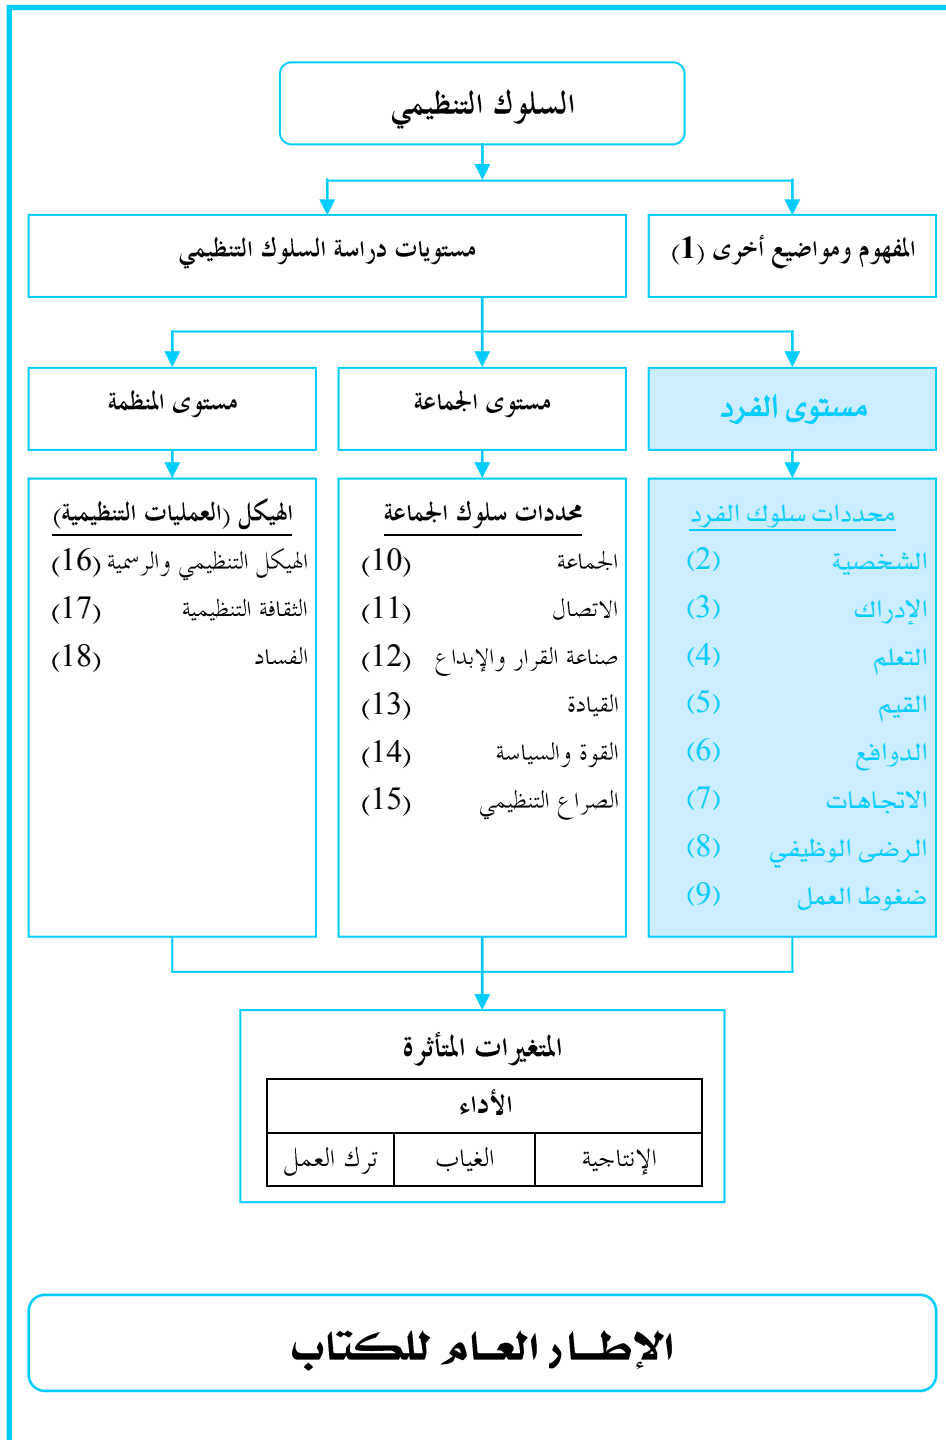 السلوك التنظيمي
المفهوم ومواضيع أخرى (1)
مستويات دراسة السلوك التنظيمي
مستوى الفرد
مستوى الجماعة
مستوى المنظمة
محددات سلوك الفرد
الشخصية (2)
الإدراك (3)
التعلم (4)
القيم (5)
الدوافع (6)
الاتجاهات (7)
الرضى الوظيفي (8)
ضغوط العمل (9)
محددات سلوك الجماعة
الجماعة (10)
الاتصال (11)
صناعة القرار والإبداع (12)
القيادة (13)
القوة والسياسة (14)
الصراع التنظيمي (15)
الهيكل (العمليات التنظيمية)
الهيكل التنظيمي والرسمية (16)
الثقافة التنظيمية (17)
الفساد (18)
المتغيرات المتأثرة
الأداء
الإنتاجية الغياب ترك العمل
الإطــار العــام للكتاب